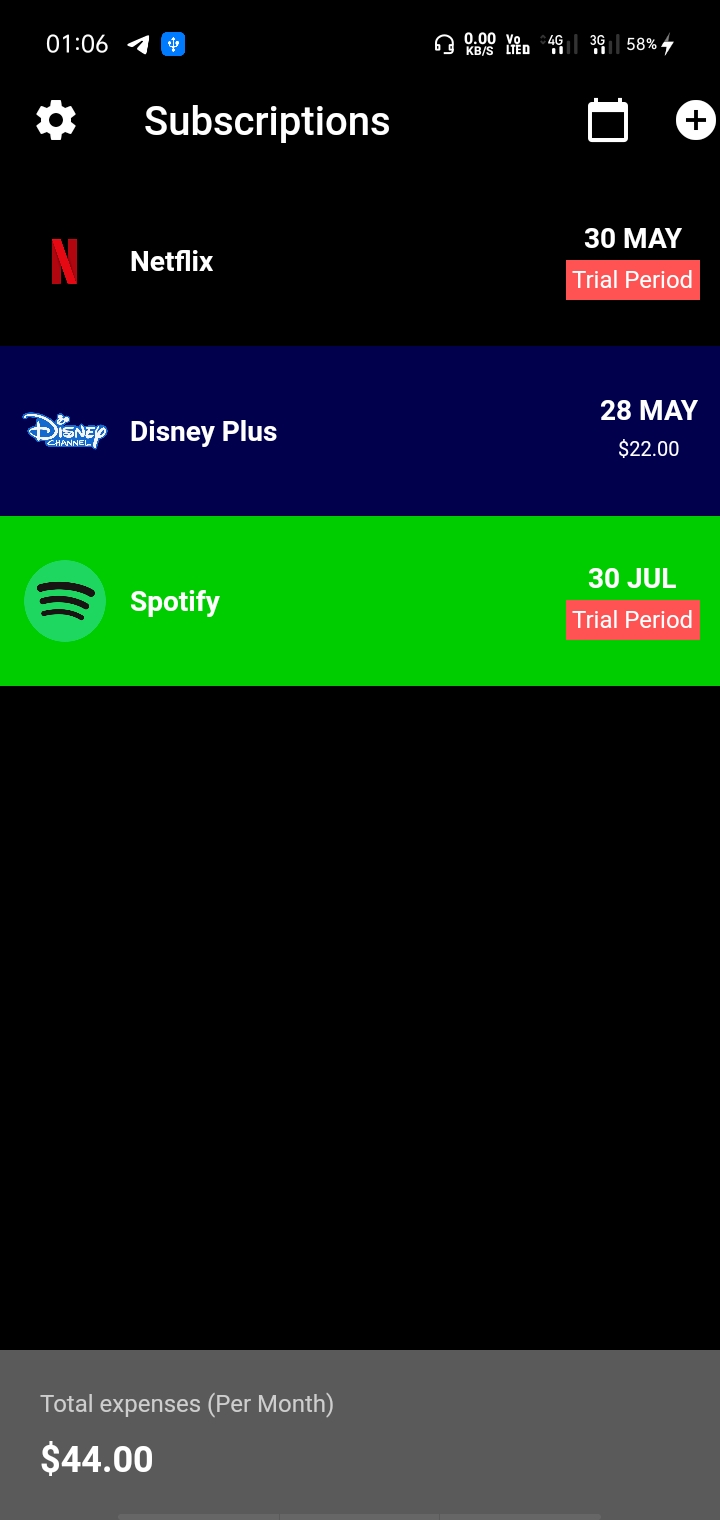 01:06 0.00 KB/S Vo LTE 4G 3G 58%
Subscriptions
Netflix
30 MAY
Trial Period
DISNEY
CHANNEL
Disney Plus
28 MAY
$22.00
Spotify
30 JUL
Trial Period
Total expenses (Per Month)
$44.00